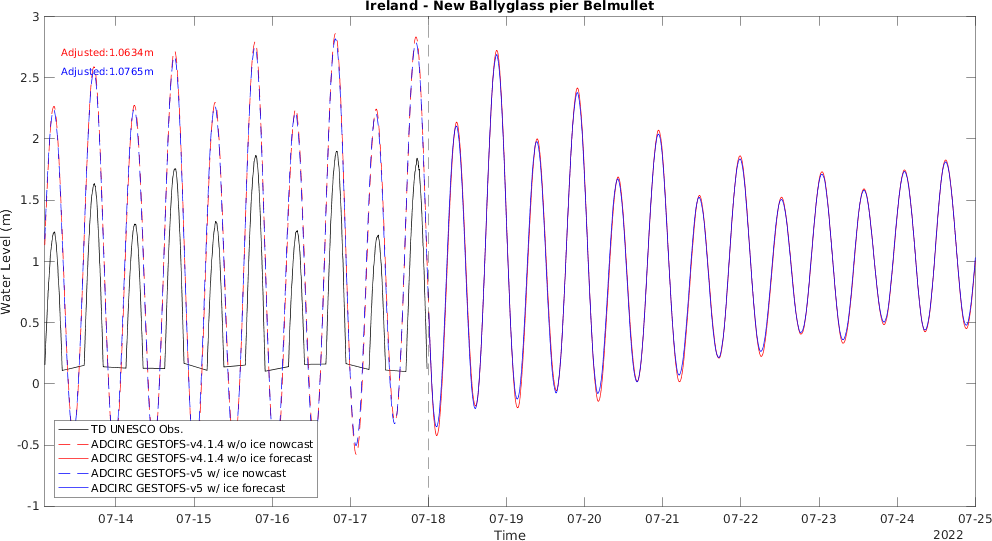 Ireland - New Ballyglass pier Belmullet
3
2.5
2
1.5
1
0.5
0
-0.5
-1
Water Level (m)
Adjusted:1.0634m
Adjusted:1.0765m
TD UNESCO Obs.
ADCIRC GESTOFS-v4.1.4 w/o ice nowcast
ADCIRC GESTOFS-v4.1.4 w/o ice forecast
ADCIRC GESTOFS-v5 w/ ice nowcast
ADCIRC GESTOFS-v5 w/ ice forecast
07-14 07-15 07-16 07-17 07-18 07-19 07-20 07-21 07-22 07-23 07-24 07-25
Time
2022